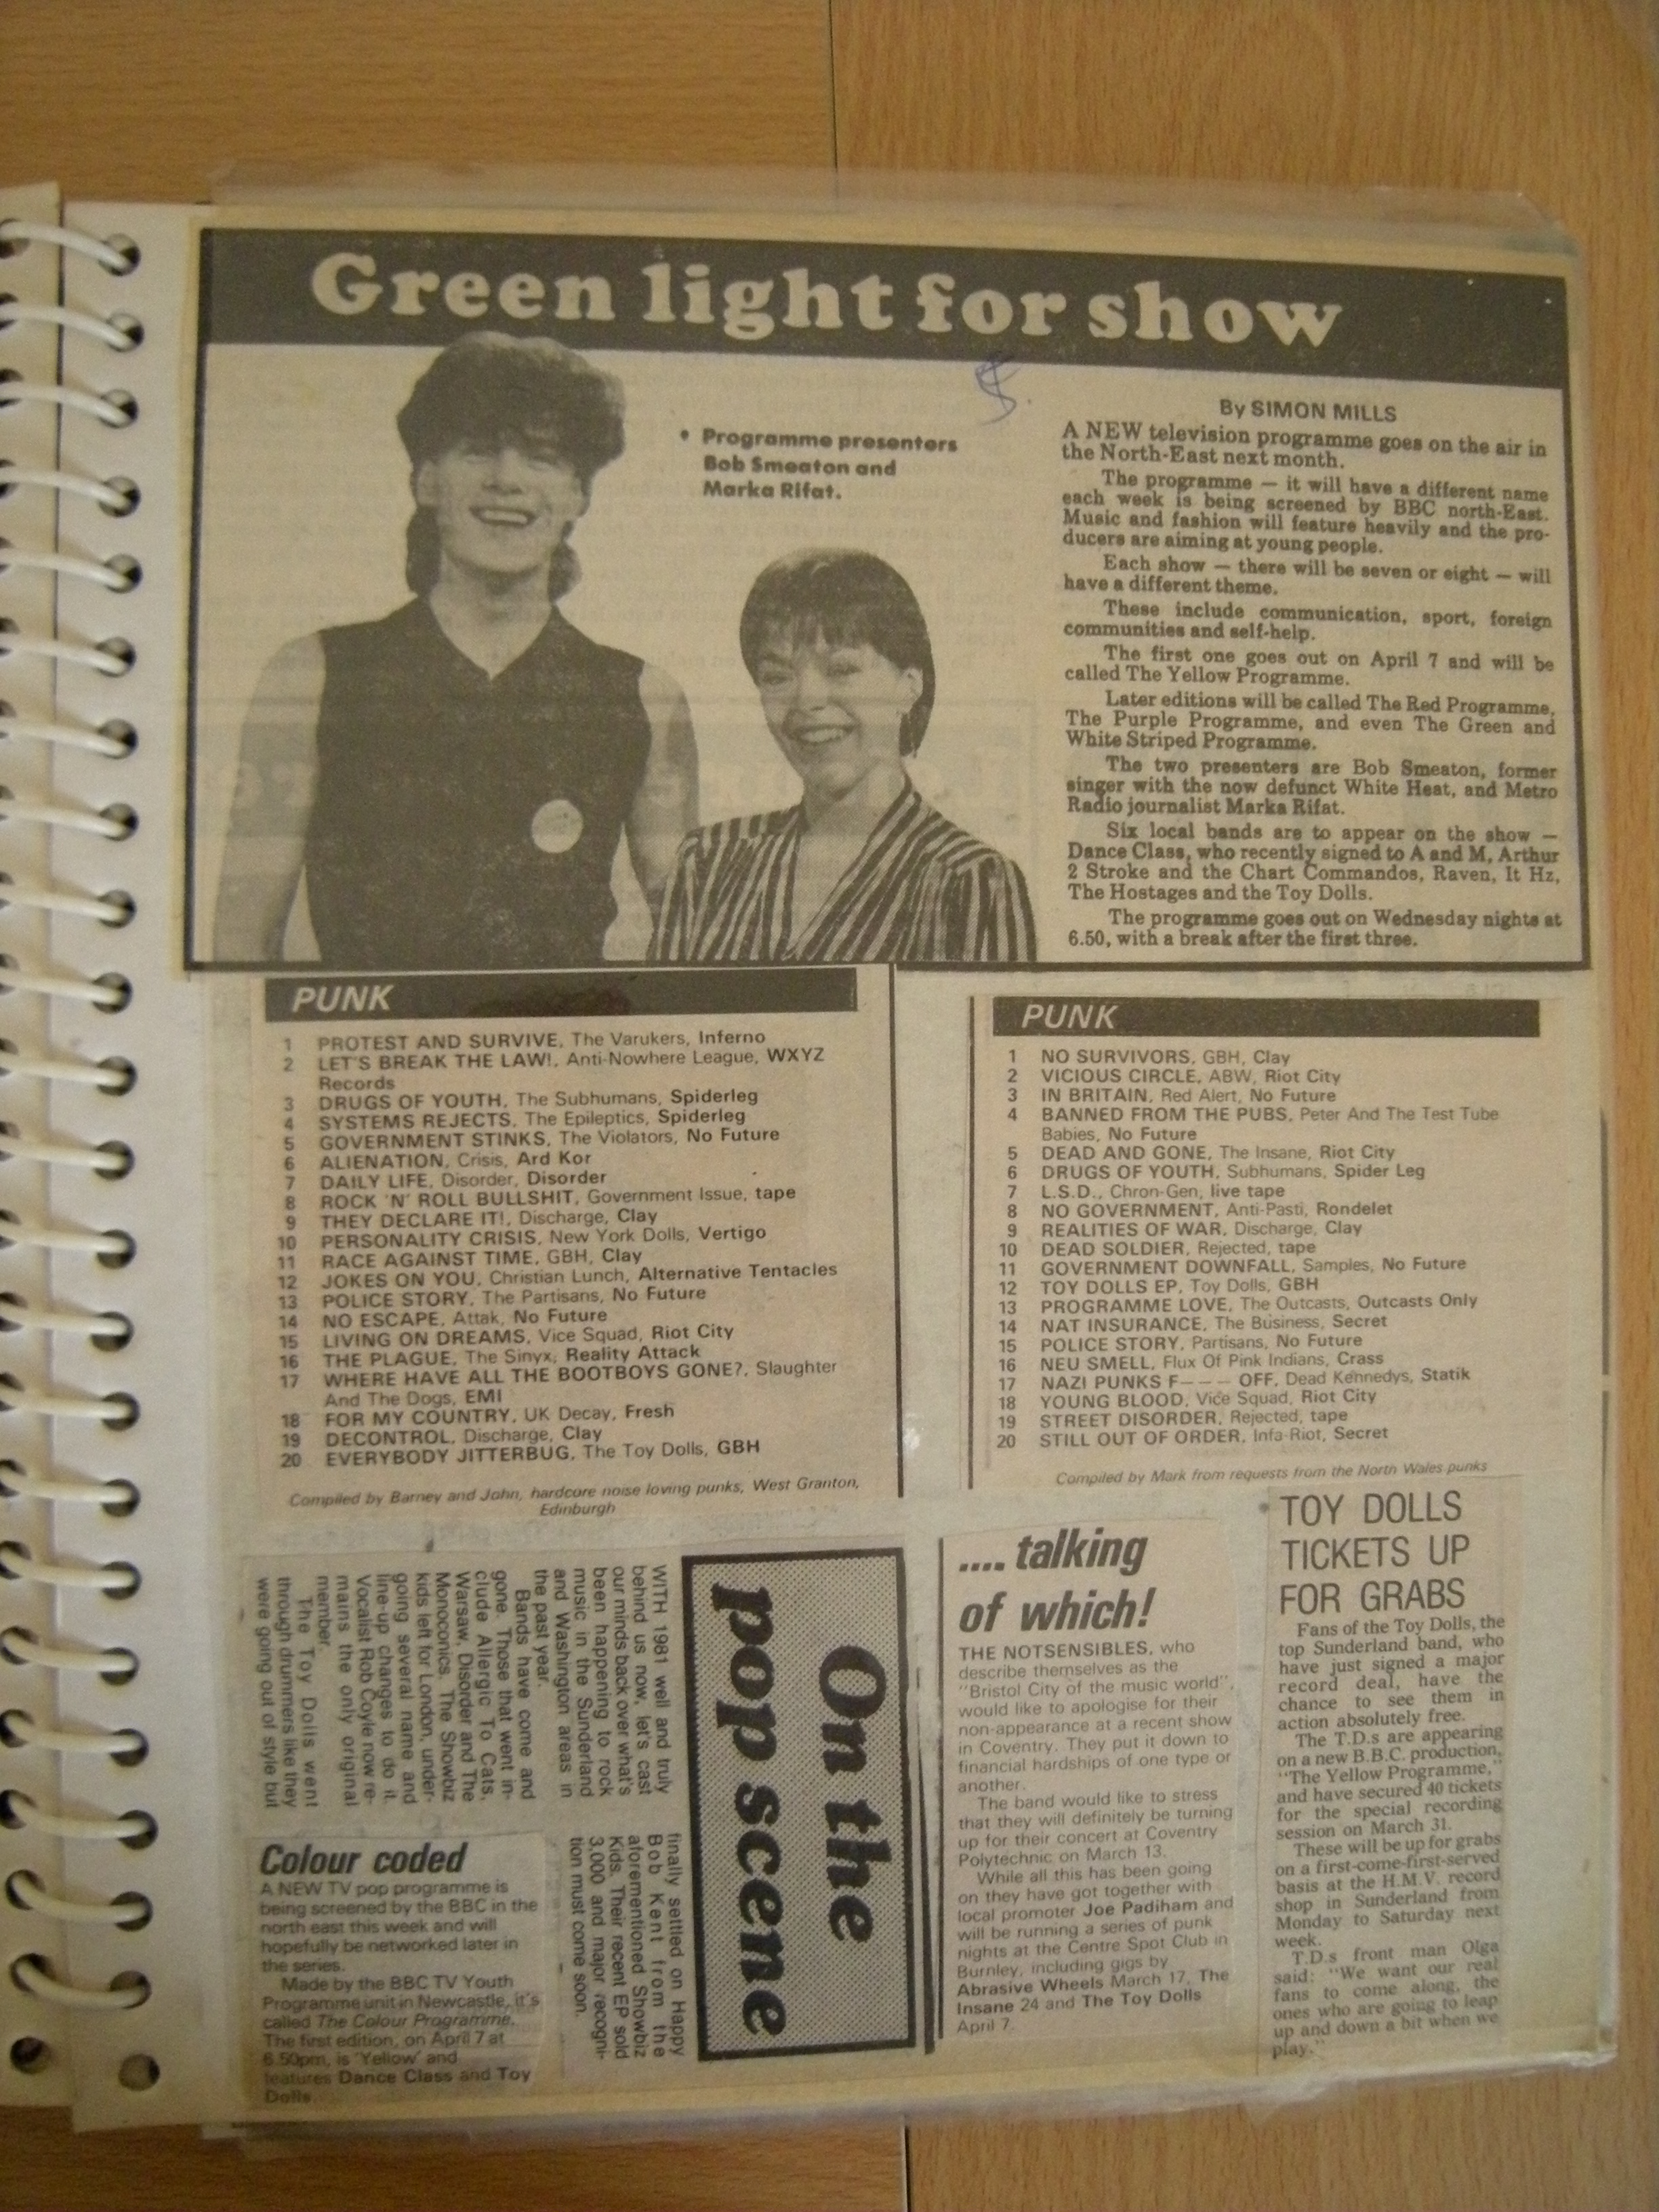 Green light for show
• Programme presenters
Bob Smeaton and
Marka Rifat.
By SIMON MILLS
A NEW television programme goes on the air in
the North-East next month.
The programme — it will have a different name
each week is being screened by BBC north-East.
Music and fashion will feature heavily and the pro-
ducers are aiming at young people.
Each show — there will be seven or eight — will
have a different theme.
These include communication, sport, foreign
communities and self-help.
The first one goes out on April 7 and will be
called The Yellow Programme.
Later editions will be called The Red Programme,
The Purple Programme, and even The Green and
White Striped Programme.
The two presenters are Bob Smeaton, former
singer with the now defunct White Heat, and Metro
Radio journalist Marka Rifat.
Six local bands are to appear on the show —
Dance Class, who recently signed to A and M, Arthur
2 Stroke and the Chart Commandos, Raven, It Hz,
The Hostages and the Toy Dolls.
The programme goes out on Wednesday nights at
6.50, with a break after the first three.
PUNK
1 PROTEST AND SURVIVE, The Varukers, Inferno
2 LET'S BREAK THE LAW!, Anti-Nowhere League, WXYZ
Records
3 DRUGS OF YOUTH, The Subhumans, Spiderleg
4 SYSTEMS REJECTS, The Epileptics, Spiderleg
5 GOVERNMENT STINKS, The Violators, No Future
6 ALIENATION, Crisis, Ard Kor
7 DAILY LIFE, Disorder, Disorder
8 ROCK 'N' ROLL BULLSHIT, Government Issue, tape
9 THEY DECLARE IT!, Discharge, Clay
10 PERSONALITY CRISIS, New York Dolls, Vertigo
11 RACE AGAINST TIME, GBH, Clay
12 JOKES ON YOU, Christian Lunch, Alternative Tentacles
13 POLICE STORY, The Partisans, No Future
14 NO ESCAPE, Attak, No Future
15 LIVING ON DREAMS, Vice Squad, Riot City
16 THE PLAGUE, The Sinyx, Reality Attack
17 WHERE HAVE ALL THE BOOTBOYS GONE?, Slaughter
And The Dogs, EMI
18 FOR MY COUNTRY, UK Decay, Fresh
19 DECONTROL, Discharge, Clay
20 EVERYBODY JITTERBUG, The Toy Dolls, GBH
Compiled by Barney and John, hardcore noise loving punks, West Granton,
Edinburgh
PUNK
1 NO SURVIVORS, GBH, Clay
2 VICIOUS CIRCLE, ABW, Riot City
3 IN BRITAIN, Red Alert, No Future
4 BANNED FROM THE PUBS, Peter And The Test Tube
Babies, No Future
5 DEAD AND GONE, The Insane, Riot City
6 DRUGS OF YOUTH, Subhumans, Spider Leg
7 L.S.D., Chron-Gen, live tape
8 NO GOVERNMENT, Anti-Pasti, Rondelet
9 REALITIES OF WAR, Discharge, Clay
10 DEAD SOLDIER, Rejected, tape
11 GOVERNMENT DOWNFALL, Samples, No Future
12 TOY DOLLS EP, Toy Dolls, GBH
13 PROGRAMME LOVE, The Outcasts, Outcasts Only
14 NAT INSURANCE, The Business, Secret
15 POLICE STORY, Partisans, No Future
16 NEU SMELL, Flux Of Pink Indians, Crass
17 NAZI PUNKS F––– OFF, Dead Kennedys, Statik
18 YOUNG BLOOD, Vice Squad, Riot City
19 STREET DISORDER, Rejected, tape
20 STILL OUT OF ORDER, Infa-Riot, Secret
Compiled by Mark from requests from the North Wales punks
On the
pop scene
WITH 1981 well and truly
behind us now, let's cast
our minds back over what's
been happening to rock
music in the Sunderland
and Washington areas in
the past year.
Bands have come and
gone. Those that went in-
clude Allergic To Cats,
Warsaw, Disorder and The
Monoconics. The Showbiz
kids left for London, under-
going several name and
line-up changes to do it.
Vocalist Rob Coyle now re-
mains the only original
member.
The Toy Dolls went
through drummers like they
were going out of style but
finally settled on Happy
Bob Kent from the
aforementioned Showbiz
Kids. Their recent EP sold
3,000 and major recogni-
tion must come soon.
Colour coded
A NEW TV pop programme is
being screened by the BBC in the
north east this week and will
hopefully be networked later in
the series.
Made by the BBC TV Youth
Programme unit in Newcastle, it's
called The Colour Programme.
The first edition, on April 7 at
6.50pm, is 'Yellow' and
features Dance Class and Toy
Dolls.
.... talking
of which!
THE NOTSENSIBLES, who
describe themselves as the
"Bristol City of the music world",
would like to apologise for their
non-appearance at a recent show
in Coventry. They put it down to
financial hardships of one type or
another.
The band would like to stress
that they will definitely be turning
up for their concert at Coventry
Polytechnic on March 13.
While all this has been going
on they have got together with
local promoter Joe Padiham and
will be running a series of punk
nights at the Centre Spot Club in
Burnley, including gigs by
Abrasive Wheels March 17, The
Insane 24 and The Toy Dolls
April 7.
TOY DOLLS
TICKETS UP
FOR GRABS
Fans of the Toy Dolls, the
top Sunderland band, who
have just signed a major
record deal, have the
chance to see them in
action absolutely free.
The T.D.s are appearing
on a new B.B.C. production,
"The Yellow Programme,"
and have secured 40 tickets
for the special recording
session on March 31.
These will be up for grabs
on a first-come-first-served
basis at the H.M.V. record
shop in Sunderland from
Monday to Saturday next
week.
T.D.s front man Olga
said: "We want our real
fans to come along, the
ones who are going to leap
up and down a bit when we
play."